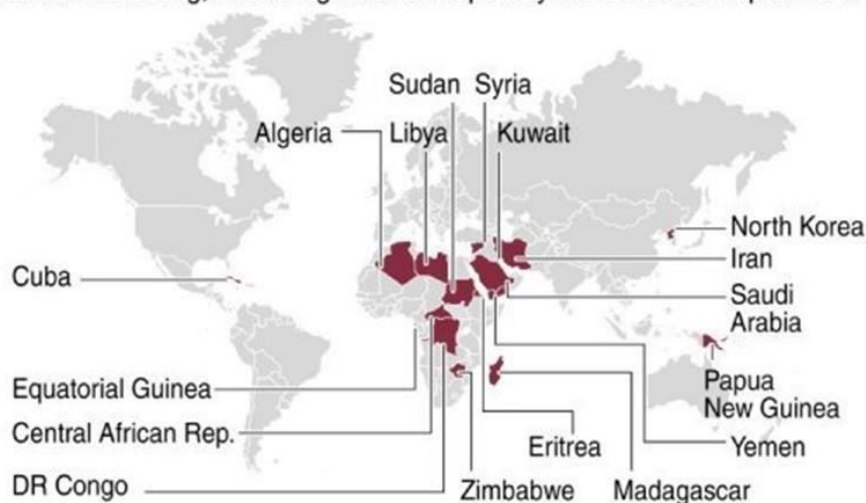 Sudan Syria
Algeria Libya Kuwait
North Korea
Iran
Cuba
Saudi
Arabia
Papua
New Guinea
Equatorial Guinea
Central African Rep.
Eritrea
Yemen
DR Congo
Zimbabwe Madagascar